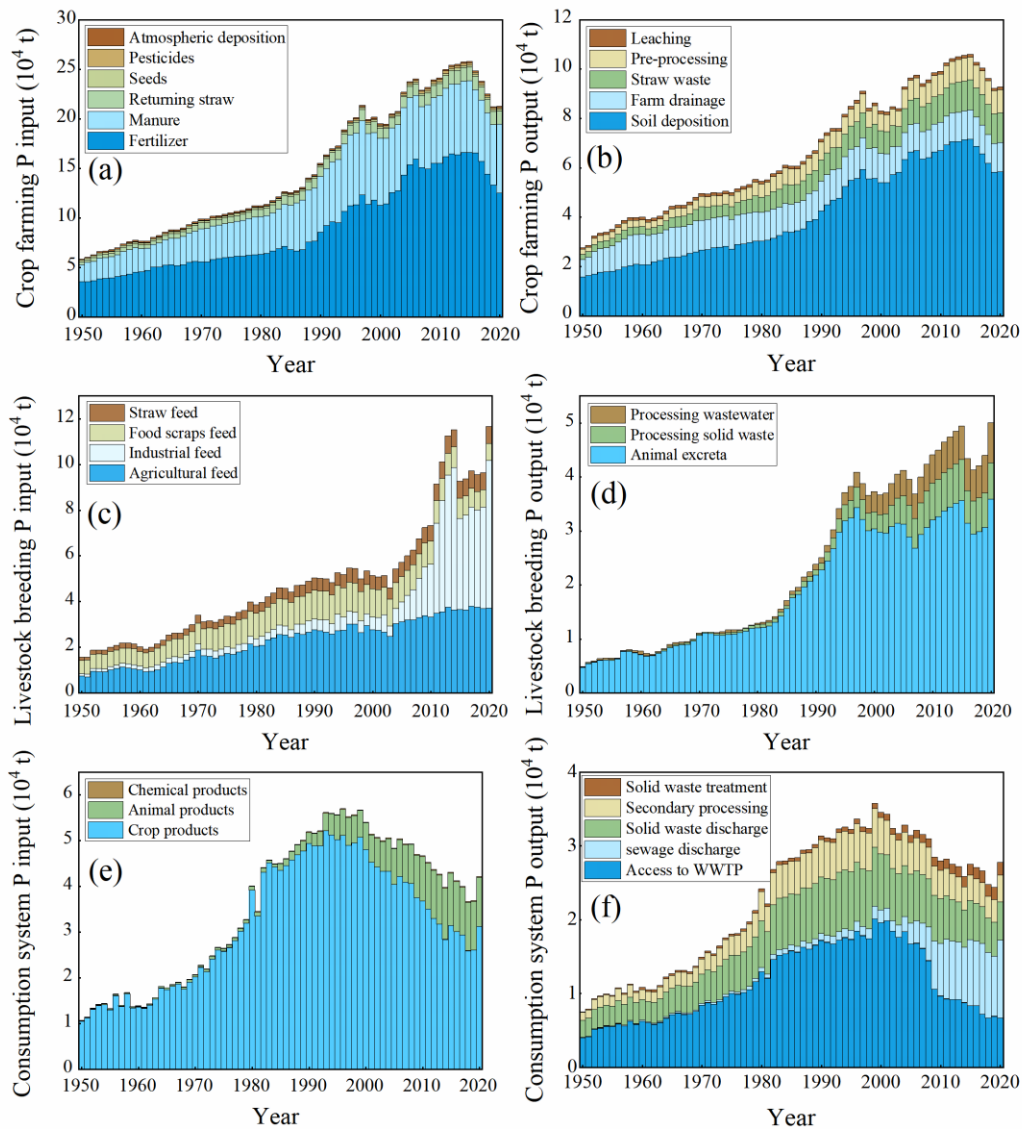 Crop farming P input (10⁴ t)
30
25
20
15
10
5
0
Atmospheric deposition
Pesticides
Seeds
Returning straw
Manure
Fertilizer
(a)
1950 1960 1970 1980 1990 2000 2010 2020
Year
Crop farming P output (10⁴ t)
12
10
8
6
4
2
0
Leaching
Pre-processing
Straw waste
Farm drainage
Soil deposition
(b)
1950 1960 1970 1980 1990 2000 2010 2020
Year
Livestock breeding P input (10⁴ t)
12
10
8
6
4
2
0
Straw feed
Food scraps feed
Industrial feed
Agricultural feed
(c)
1950 1960 1970 1980 1990 2000 2010 2020
Year
Livestock breeding P output (10⁴ t)
5
4
3
2
1
0
Processing wastewater
Processing solid waste
Animal excreta
(d)
1950 1960 1970 1980 1990 2000 2010 2020
Year
Consumption system P input (10⁴ t)
6
5
4
3
2
1
0
Chemical products
Animal products
Crop products
(e)
1950 1960 1970 1980 1990 2000 2010 2020
Year
Consumption system P output (10⁴ t)
4
3
2
1
0
Solid waste treatment
Secondary processing
Solid waste discharge
sewage discharge
Access to WWTP
(f)
1950 1960 1970 1980 1990 2000 2010 2020
Year